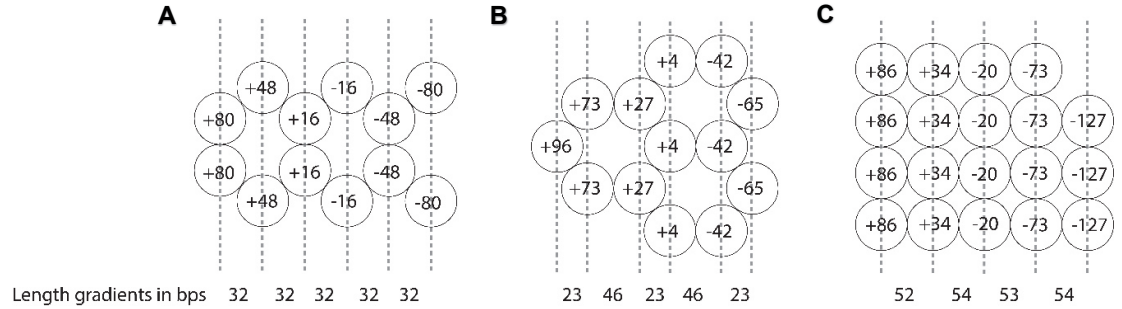 A
+48 -16 -80
+80 +16 -48
+80 +16 -48
+48 -16 -80
B
+4 -42
+73 +27 -65
+96 +4 -42
+73 +27 -65
+4 -42
C
+86 +34 -20 -73
+86 +34 -20 -73 -127
+86 +34 -20 -73 -127
+86 +34 -20 -73 -127
Length gradients in bps 32 32 32 32 32 23 46 23 46 23 52 54 53 54